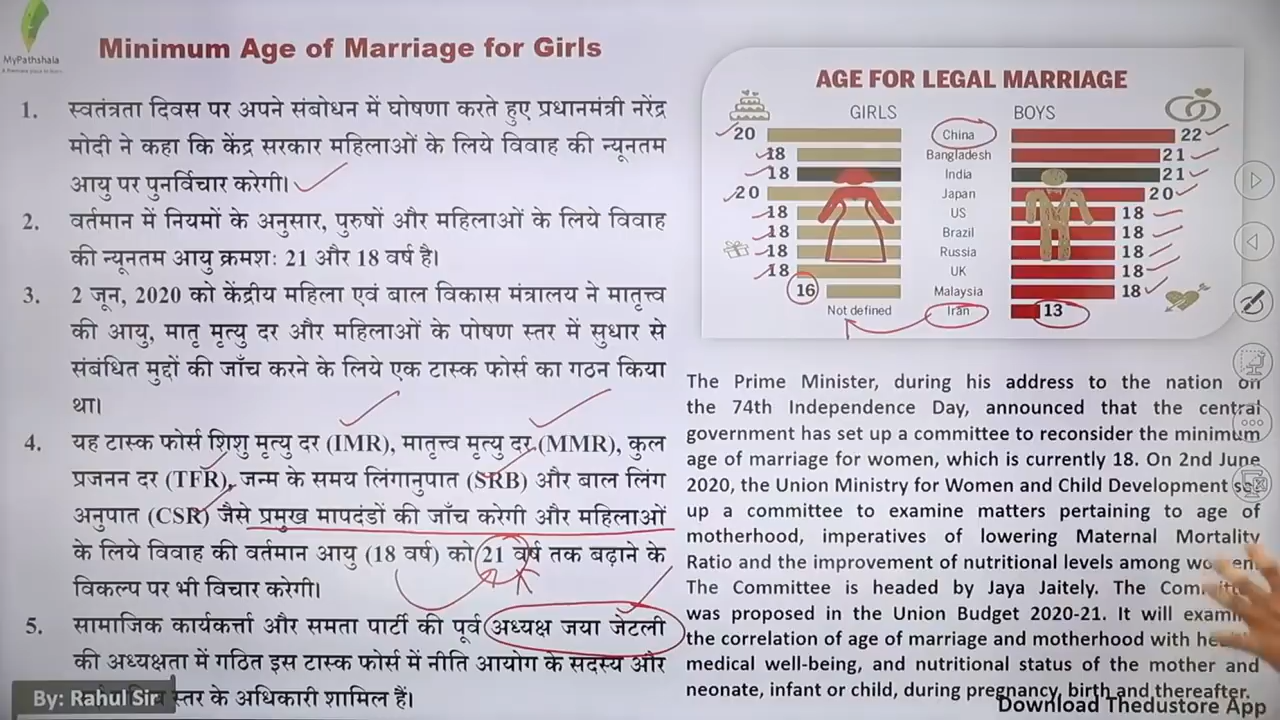 MyPathshala
Minimum Age of Marriage for Girls
1. स्वतंत्रता दिवस पर अपने संबोधन में घोषणा करते हुए प्रधानमंत्री नरेंद्र
मोदी ने कहा कि केंद्र सरकार महिलाओं के लिये विवाह की न्यूनतम
आयु पर पुनर्विचार करेगी।
2. वर्तमान में नियमों के अनुसार, पुरुषों और महिलाओं के लिये विवाह
की न्यूनतम आयु क्रमशः 21 और 18 वर्ष है।
3. 2 जून, 2020 को केंद्रीय महिला एवं बाल विकास मंत्रालय ने मातृत्त्व
की आयु, मातृ मृत्यु दर और महिलाओं के पोषण स्तर में सुधार से
संबंधित मुद्दों की जाँच करने के लिये एक टास्क फोर्स का गठन किया
था।
4. यह टास्क फोर्स शिशु मृत्यु दर (IMR), मातृत्त्व मृत्यु दर (MMR), कुल
प्रजनन दर (TFR), जन्म के समय लिंगानुपात (SRB) और बाल लिंग
अनुपात (CSR) जैसे प्रमुख मापदंडों की जाँच करेगी और महिलाओं
के लिये विवाह की वर्तमान आयु (18 वर्ष) को 21 वर्ष तक बढ़ाने के
विकल्प पर भी विचार करेगी।
5. सामाजिक कार्यकर्त्ता और समता पार्टी की पूर्व अध्यक्ष जया जेटली
की अध्यक्षता में गठित इस टास्क फोर्स में नीति आयोग के सदस्य और
स्तर के अधिकारी शामिल हैं।
By: Rahul Sir
AGE FOR LEGAL MARRIAGE
GIRLS BOYS
20 China 22
18 Bangladesh 21
18 India 21
20 Japan 20
18 US 18
18 Brazil 18
18 Russia 18
18 UK 18
16 Malaysia 18
Not defined Iran 13
The Prime Minister, during his address to the nation on
the 74th Independence Day, announced that the central
government has set up a committee to reconsider the minimum
age of marriage for women, which is currently 18. On 2nd June
2020, the Union Ministry for Women and Child Development set
up a committee to examine matters pertaining to age of
motherhood, imperatives of lowering Maternal Mortality
Ratio and the improvement of nutritional levels among women.
The Committee is headed by Jaya Jaitely. The Committee
was proposed in the Union Budget 2020-21. It will examine
the correlation of age of marriage and motherhood with health,
medical well-being, and nutritional status of the mother and
neonate, infant or child, during pregnancy, birth and thereafter.
Download Thedustore App